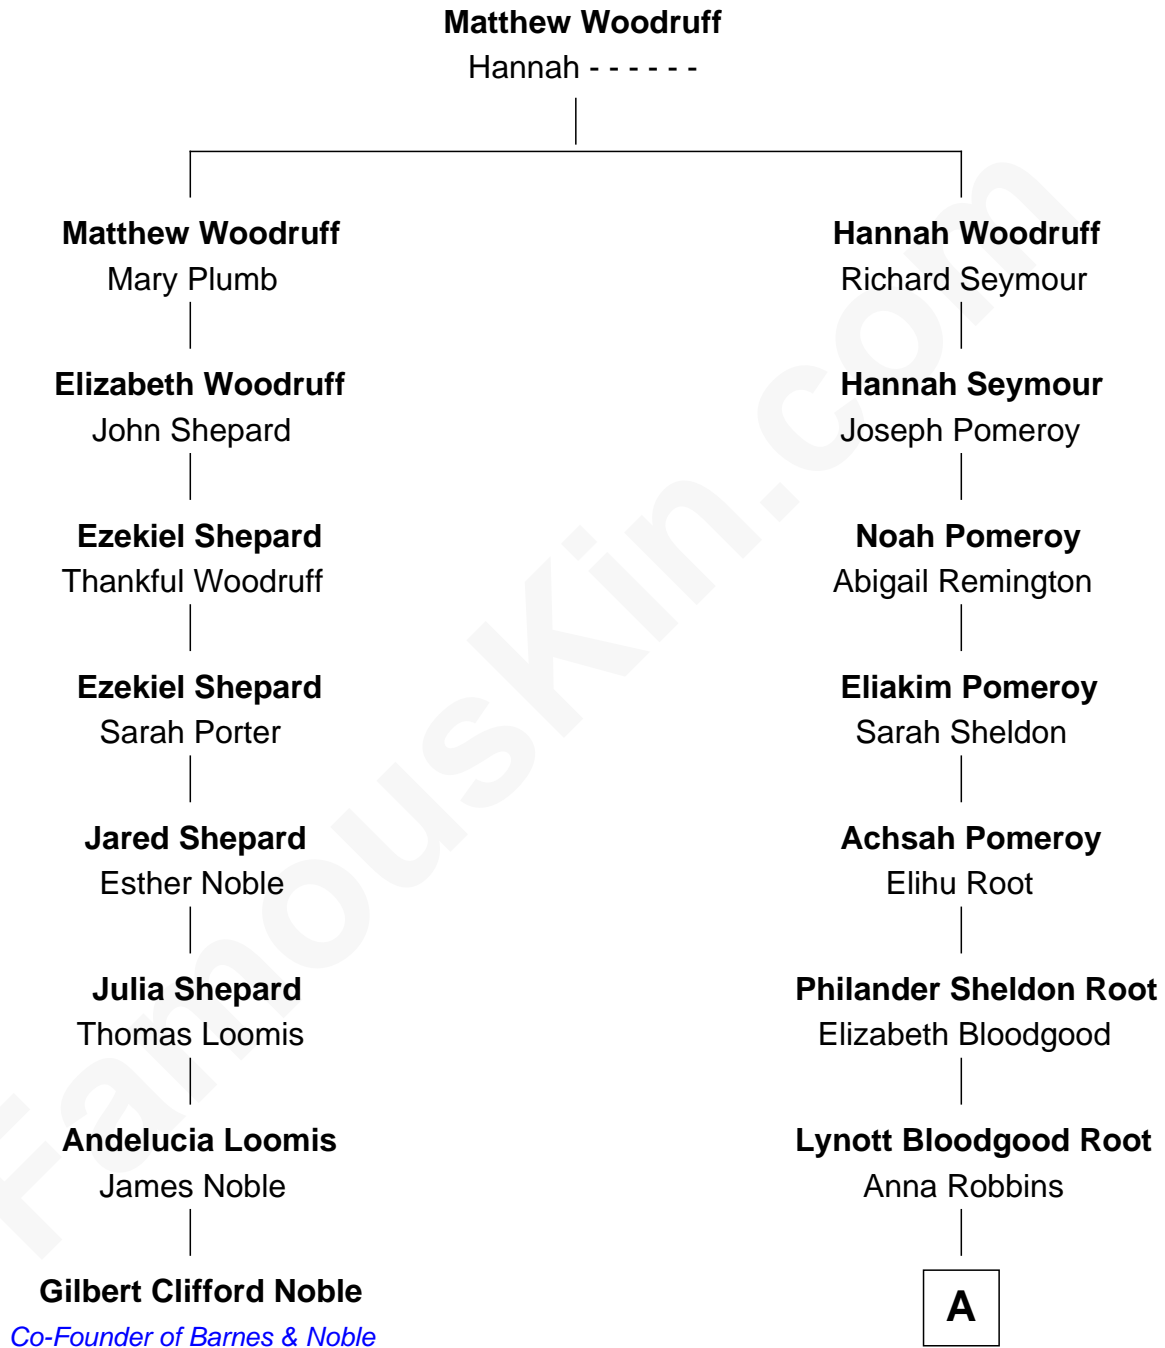 Matthew Woodruff
Hannah - - - - - -
Matthew Woodruff
Mary Plumb
Elizabeth Woodruff
John Shepard
Ezekiel Shepard
Thankful Woodruff
Ezekiel Shepard
Sarah Porter
Jared Shepard
Esther Noble
Julia Shepard
Thomas Loomis
Andelucia Loomis
James Noble
Gilbert Clifford Noble
Co-Founder of Barnes & Noble
Hannah Woodruff
Richard Seymour
Hannah Seymour
Joseph Pomeroy
Noah Pomeroy
Abigail Remington
Eliakim Pomeroy
Sarah Sheldon
Achsah Pomeroy
Elihu Root
Philander Sheldon Root
Elizabeth Bloodgood
Lynott Bloodgood Root
Anna Robbins
A
FamousKin.com